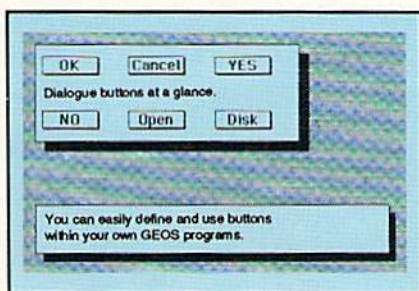 OK Cancel YES
Dialogue buttons at a glance.
NO Open Disk
You can easily define and use buttons
within your own GEOS programs.